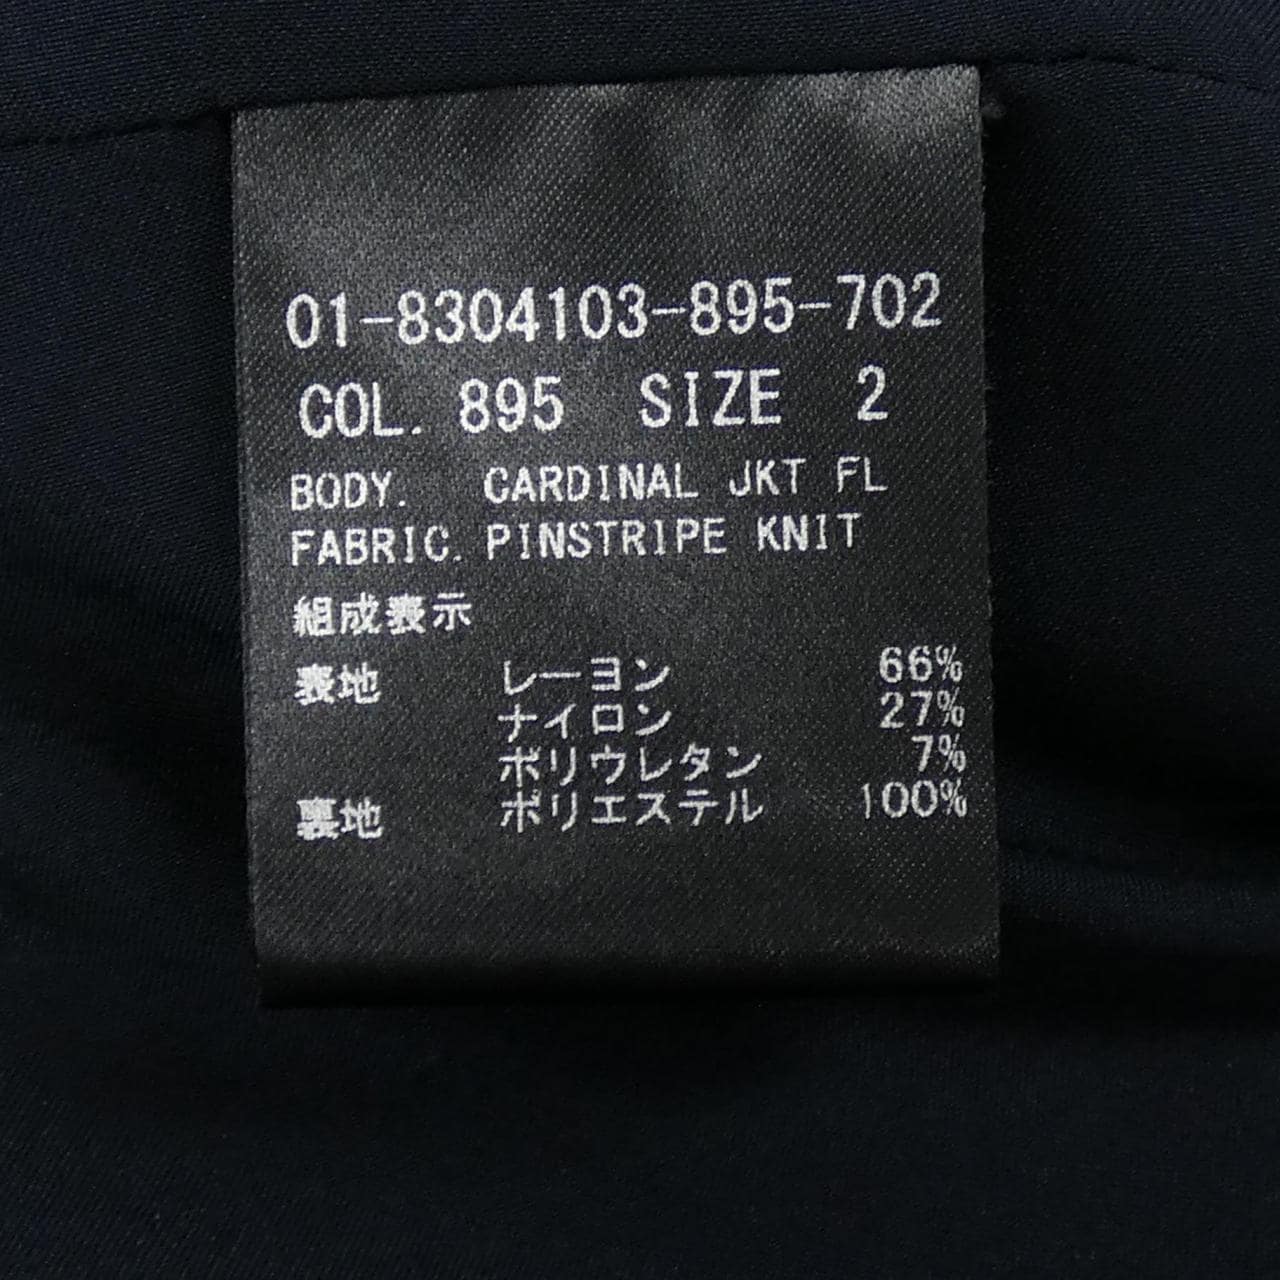 01-8304103-895-702
COL. 895 SIZE 2
BODY. CARDINAL JKT FL
FABRIC. PINSTRIPE KNIT
組成表示
表地 レーヨン 66%
ナイロン 27%
ポリウレタン 7%
裏地 ポリエステル 100%